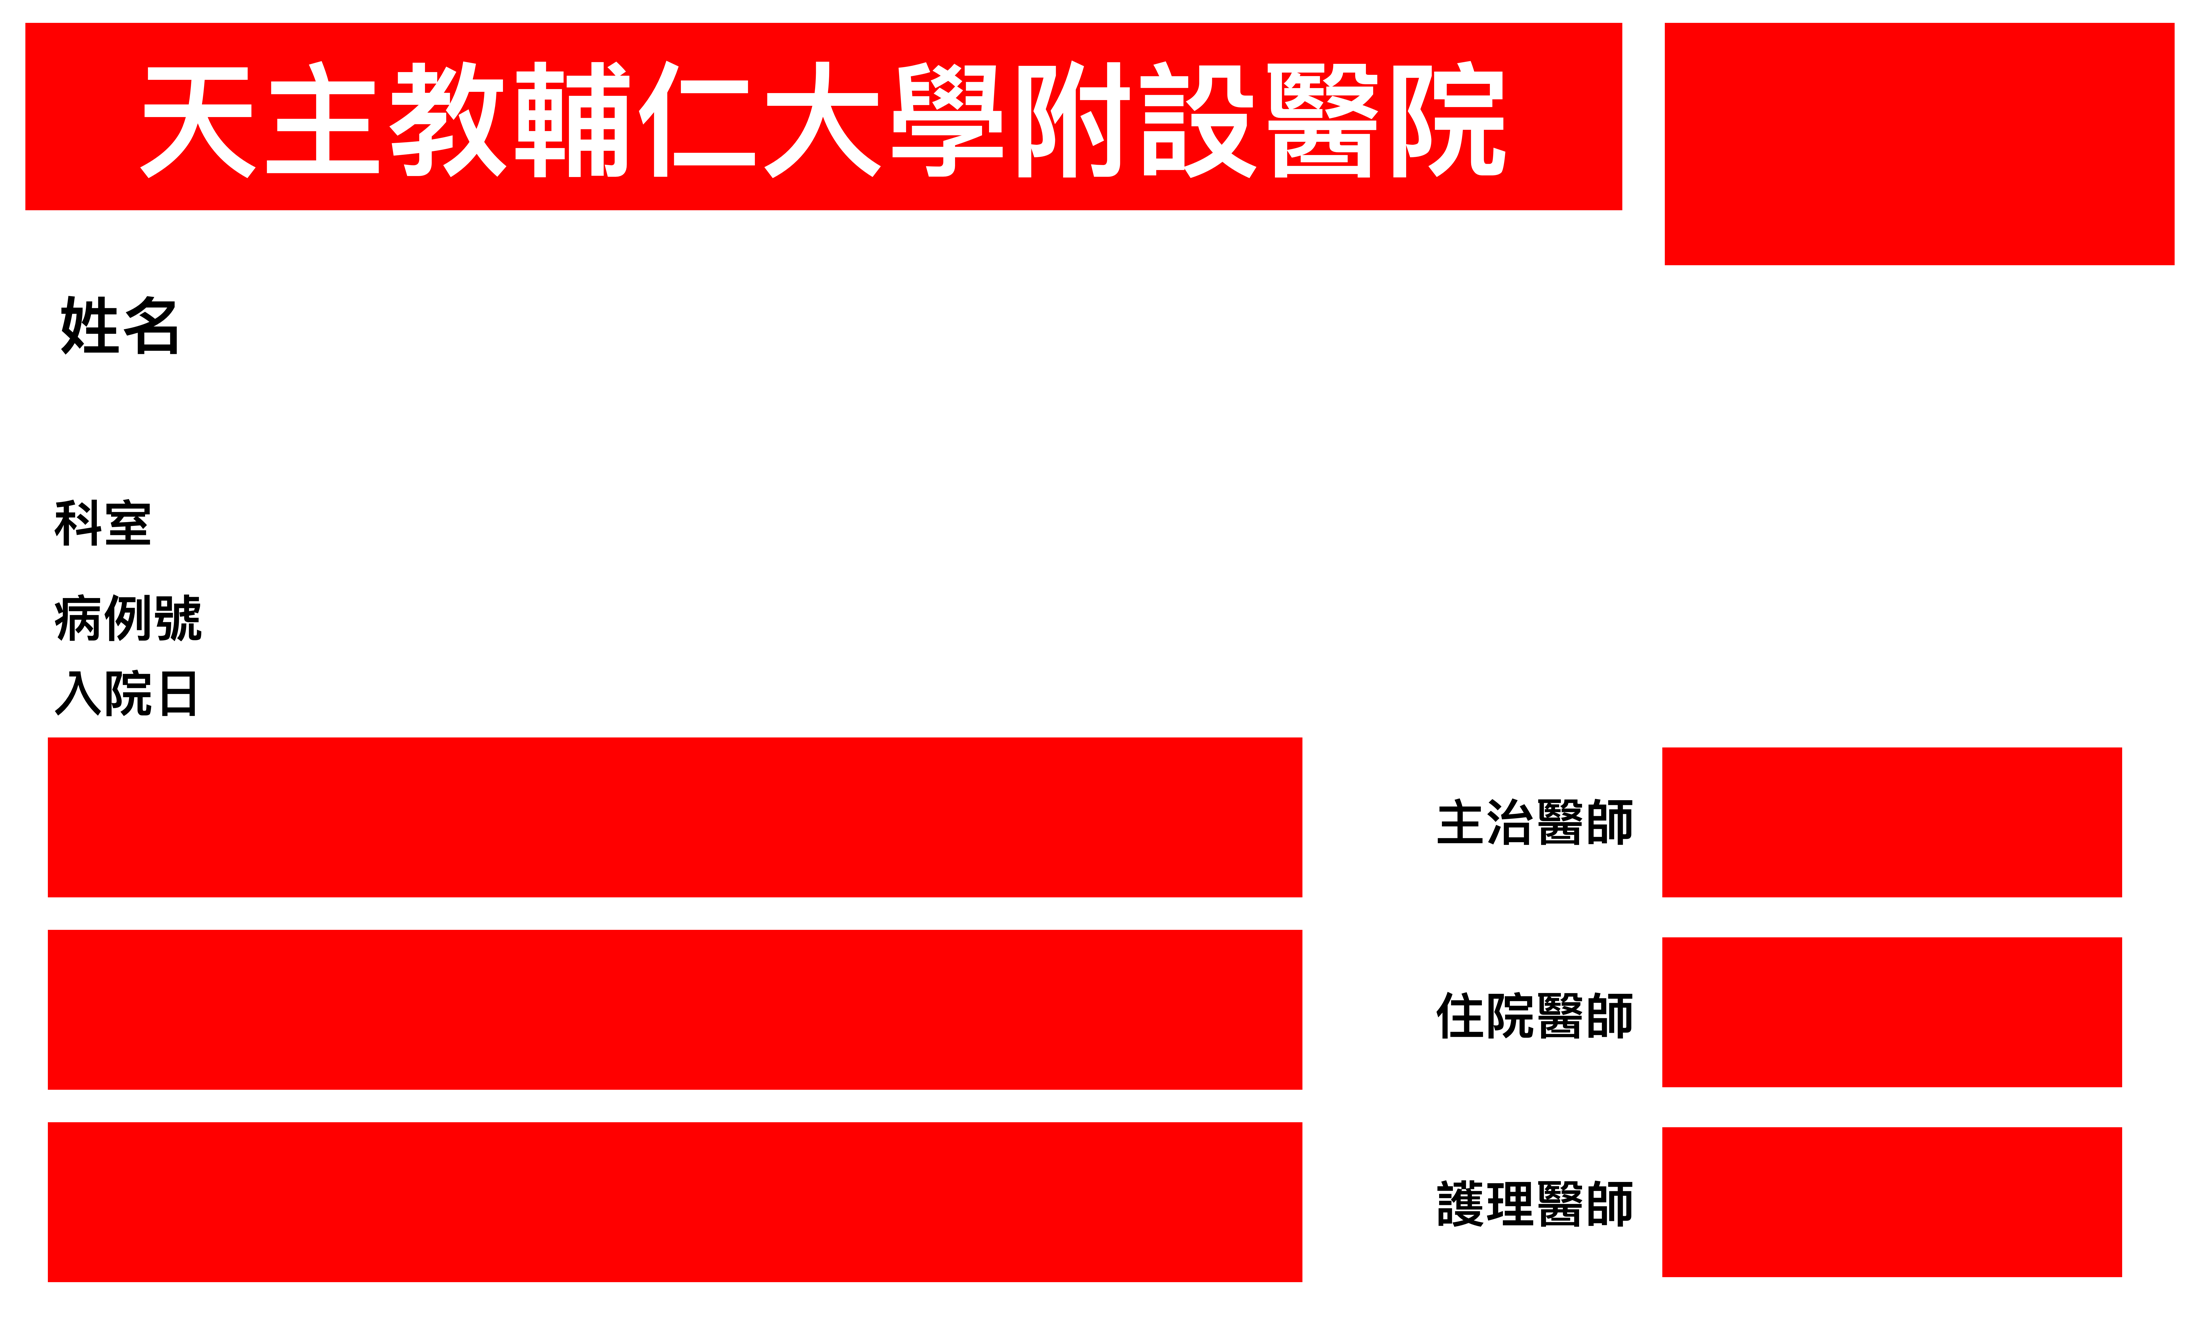 天主教輔仁大學附設醫院
姓名
科室
病例號
入院日
主治醫師
住院醫師
護理醫師